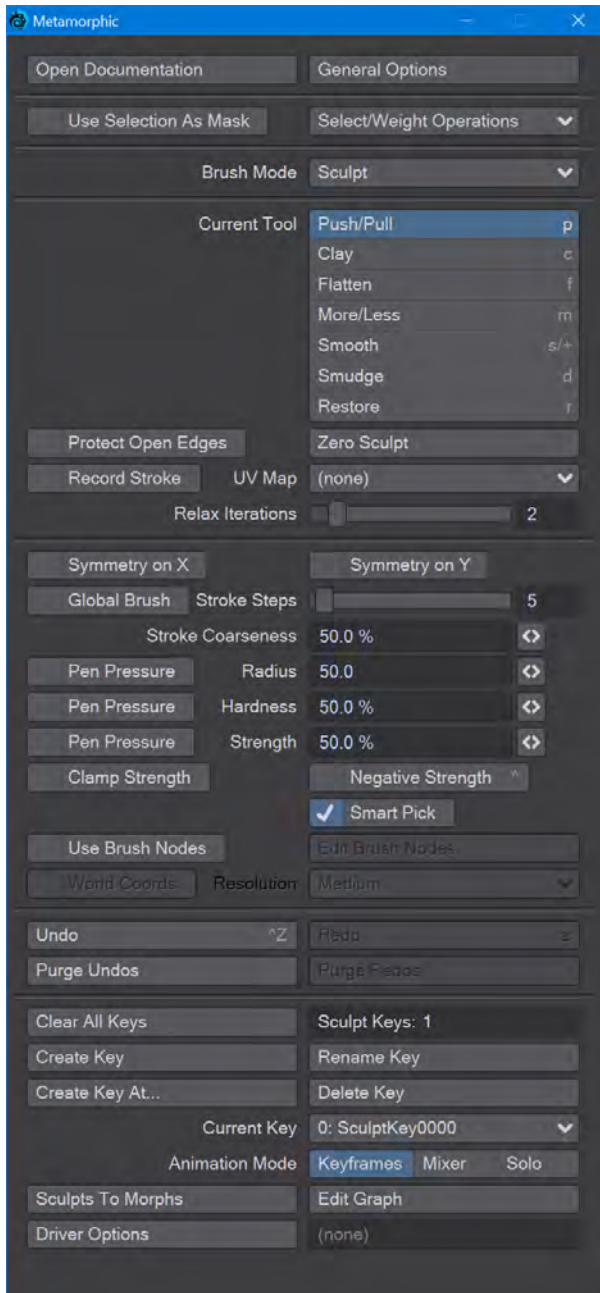 Metamorphic
Open Documentation General Options
Use Selection As Mask Select/Weight Operations
Brush Mode Sculpt
Current Tool Push/Pull p
Clay c
Flatten f
More/Less m
Smooth s/+
Smudge d
Restore r
Protect Open Edges Zero Sculpt
Record Stroke UV Map (none)
Relax Iterations 2
Symmetry on X Symmetry on Y
Global Brush Stroke Steps 5
Stroke Coarseness 50.0 %
Pen Pressure Radius 50.0
Pen Pressure Hardness 50.0 %
Pen Pressure Strength 50.0 %
Clamp Strength Negative Strength ^
Smart Pick
Use Brush Nodes Edit Brush Nodes
World Coords Resolution Medium
Undo ^Z Redo z
Purge Undos Purge Redos
Clear All Keys Sculpt Keys: 1
Create Key Rename Key
Create Key At... Delete Key
Current Key 0: SculptKey0000
Animation Mode Keyframes Mixer Solo
Sculpts To Morphs Edit Graph
Driver Options (none)